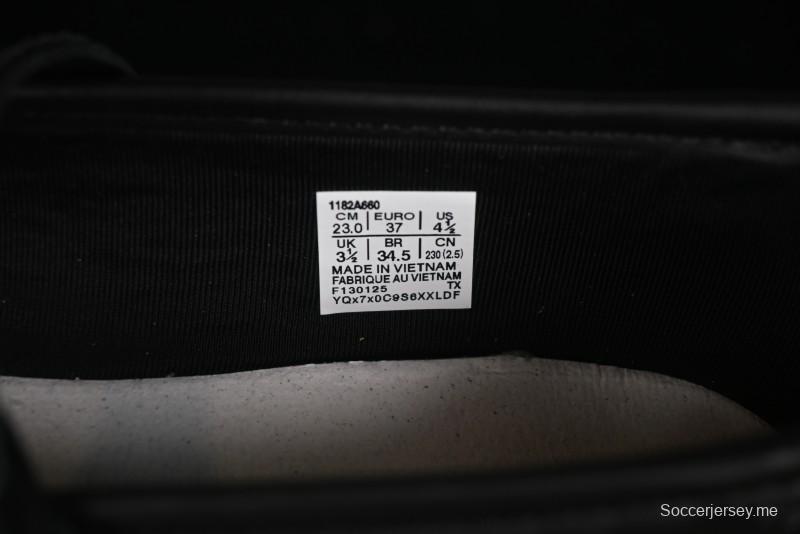 1182A660
CM | EURO | US
23.0 | 37 | 4½
UK | BR | CN
3½ | 34.5 | 230(2.5)
MADE IN VIETNAM
FABRIQUE AU VIETNAM
F130125 TX
YQx7x0C9S6XXLDF
Soccerjersey.me